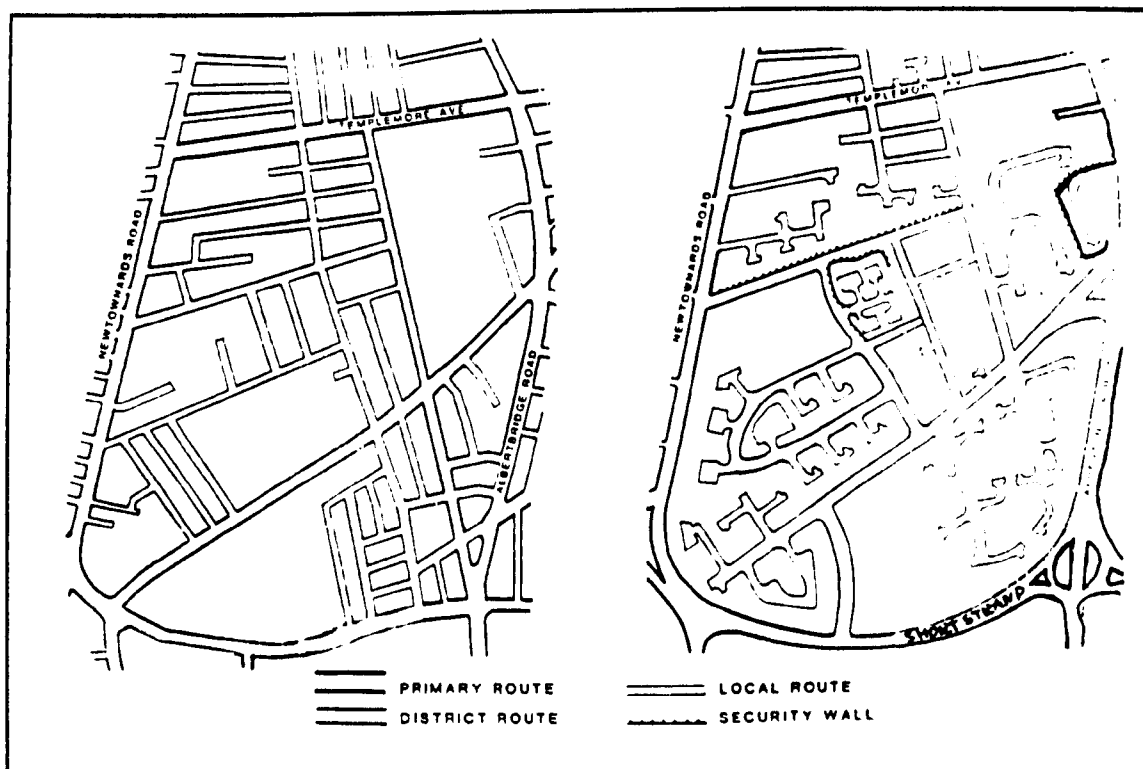 TEMPLEMORE AVE
NEWTOWNARDS ROAD
ALBERTBRIDGE ROAD
TEMPLEMORE AV
NEWTOWNARDS ROAD
SHORT STRAND
PRIMARY ROUTE
DISTRICT ROUTE
LOCAL ROUTE
SECURITY WALL